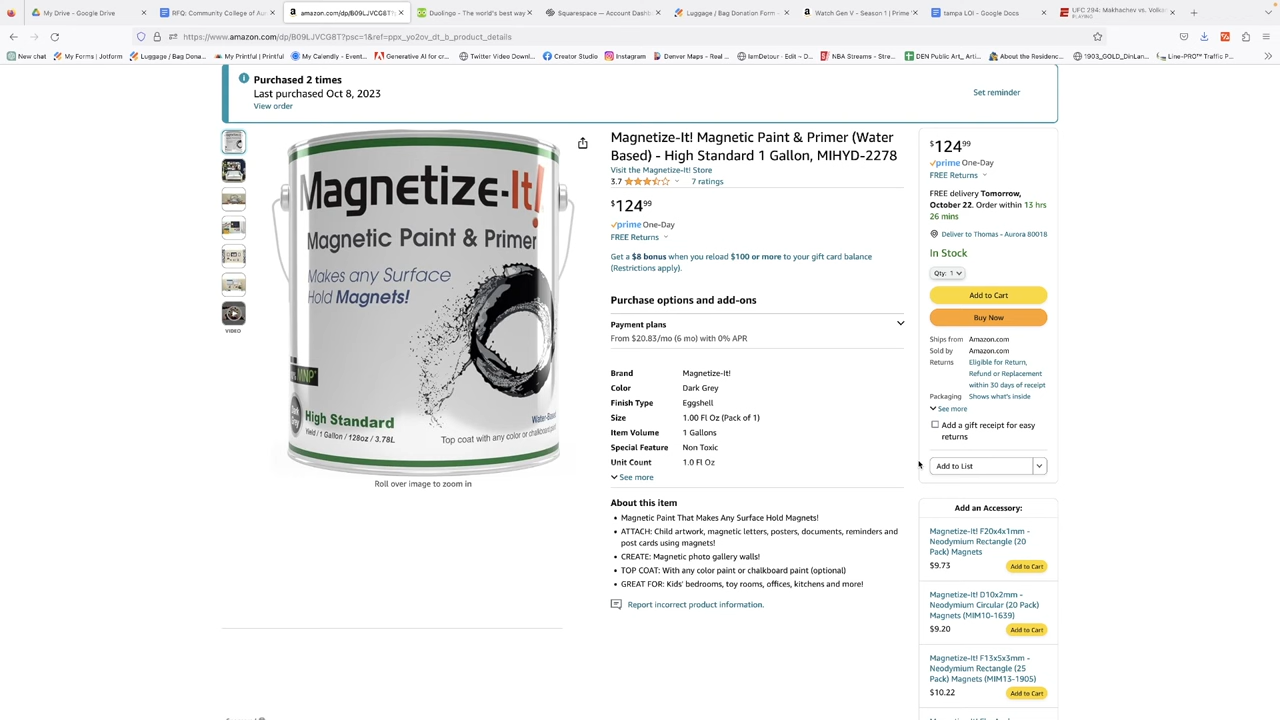 My Drive - Google Drive
RFQ: Community College of Au
amazon.com/dp/B09LJVCG8T?
Duolingo - The world's best way
Squarespace — Account Dashb
Luggage / Bag Donation Form -
Watch Gen V - Season 1 | Prime
tampa LOI - Google Docs
UFC 294: Makhachev vs. Volka
PLAYING
https://www.amazon.com/dp/B09LJVCG8T?psc=1&ref=ppx_yo2ov_dt_b_product_details
New chat
My Forms | Jotform
Luggage / Bag Dona...
My Printful | Printful
My Calendly - Event...
Generative AI for cr...
Twitter Video Downl...
Creator Studio
Instagram
Denver Maps - Real ...
IamDetour - Edit ‹ D...
NBA Streams - Stre...
DEN Public Art_ Arti...
About the Residenc...
1903_GOLD_DinLan...
Line-PRO™ Traffic P...
Purchased 2 times
Last purchased Oct 8, 2023
View order
Set reminder
Magnetize-It!
Magnetic Paint & Primer
Makes any Surface
Hold Magnets!
MNP
High Standard
Yield / 1 Gallon / 128oz / 3.78L
Water-Based
Top coat with any color or chalkboard
VIDEO
Roll over image to zoom in
Magnetize-It! Magnetic Paint & Primer (Water
Based) - High Standard 1 Gallon, MIHYD-2278
Visit the Magnetize-It! Store
3.7
7 ratings
$124 99
prime One-Day
FREE Returns
Get a $8 bonus when you reload $100 or more to your gift card balance
(Restrictions apply).
Purchase options and add-ons
Payment plans
From $20.83/mo (6 mo) with 0% APR
Brand Magnetize-It!
Color Dark Grey
Finish Type Eggshell
Size 1.00 Fl Oz (Pack of 1)
Item Volume 1 Gallons
Special Feature Non Toxic
Unit Count 1.0 Fl Oz
See more
About this item
• Magnetic Paint That Makes Any Surface Hold Magnets!
• ATTACH: Child artwork, magnetic letters, posters, documents, reminders and
post cards using magnets!
• CREATE: Magnetic photo gallery walls!
• TOP COAT: With any color paint or chalkboard paint (optional)
• GREAT FOR: Kids' bedrooms, toy rooms, offices, kitchens and more!
Report incorrect product information.
$124 99
prime One-Day
FREE Returns
FREE delivery Tomorrow,
October 22. Order within 13 hrs
26 mins
Deliver to Thomas - Aurora 80018
In Stock
Qty: 1
Add to Cart
Buy Now
Ships from Amazon.com
Sold by Amazon.com
Returns Eligible for Return,
Refund or Replacement
within 30 days of receipt
Packaging Shows what's inside
See more
Add a gift receipt for easy
returns
Add to List
Add an Accessory:
Magnetize-It! F20x4x1mm -
Neodymium Rectangle (20
Pack) Magnets
$9.73 Add to Cart
Magnetize-It! D10x2mm -
Neodymium Circular (20 Pack)
Magnets (MIM10-1639)
$9.20 Add to Cart
Magnetize-It! F13x5x3mm -
Neodymium Rectangle (25
Pack) Magnets (MIM13-1905)
$10.22 Add to Cart